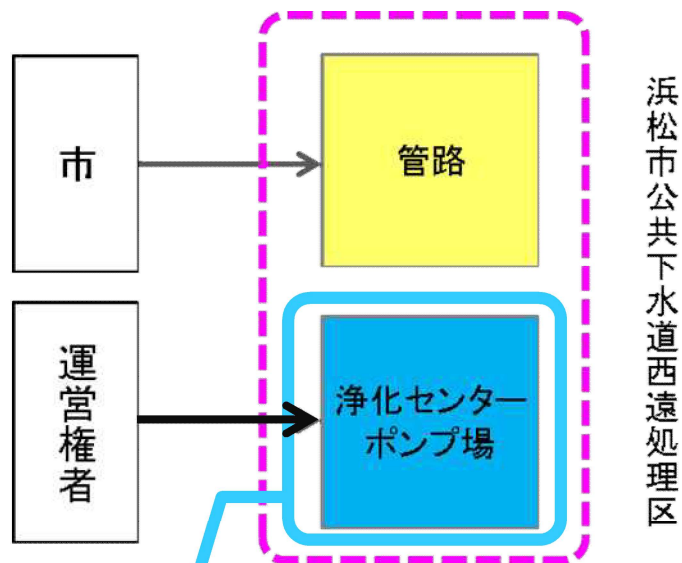 市
管路
運営権者
浄化センター
ポンプ場
浜松市公共下水道西遠処理区